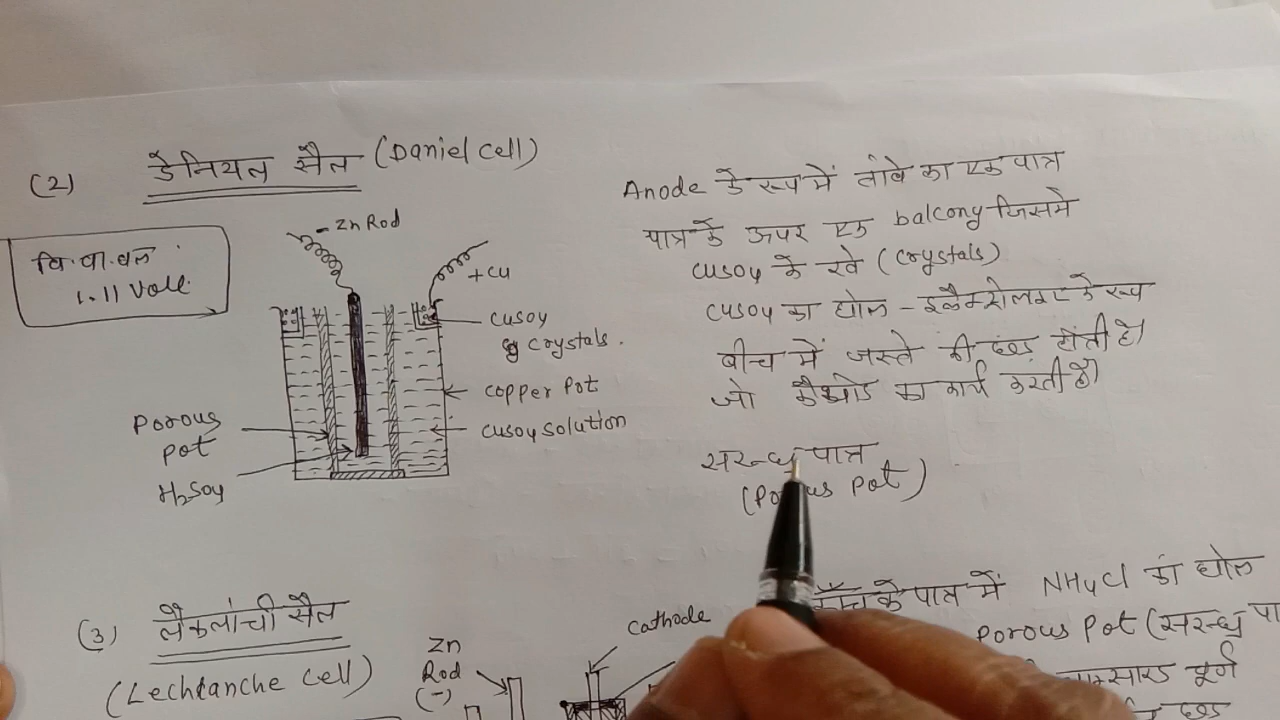 (2) डैनियल सैल (Daniel cell)
वि.वा.बल
1.11 Volt.
- Zn Rod
+ cu
CuSO4
Crystals.
copper Pot
CuSO4 solution
Porous
Pot
H2SO4
Anode के रूप में तांबे का एक पात्र
पात्र के ऊपर एक balcony जिसमे
CuSO4 के रवे (Crystals)
CuSO4 का घोल - इलैक्ट्रोलाइट के रूप
बीच में जस्ते की छड़ होती है।
जो कैथोड का कार्य करती है।
सरन्ध्र पात्र
(Porous Pot)
(3) लैकलांची सैल
(Lechlanche Cell)
Zn
Rod
(-)
Cathode
काँच के पात्र में NH4Cl का घोल
Porous Pot (सरन्ध्र पा
चूर्ण
छड़